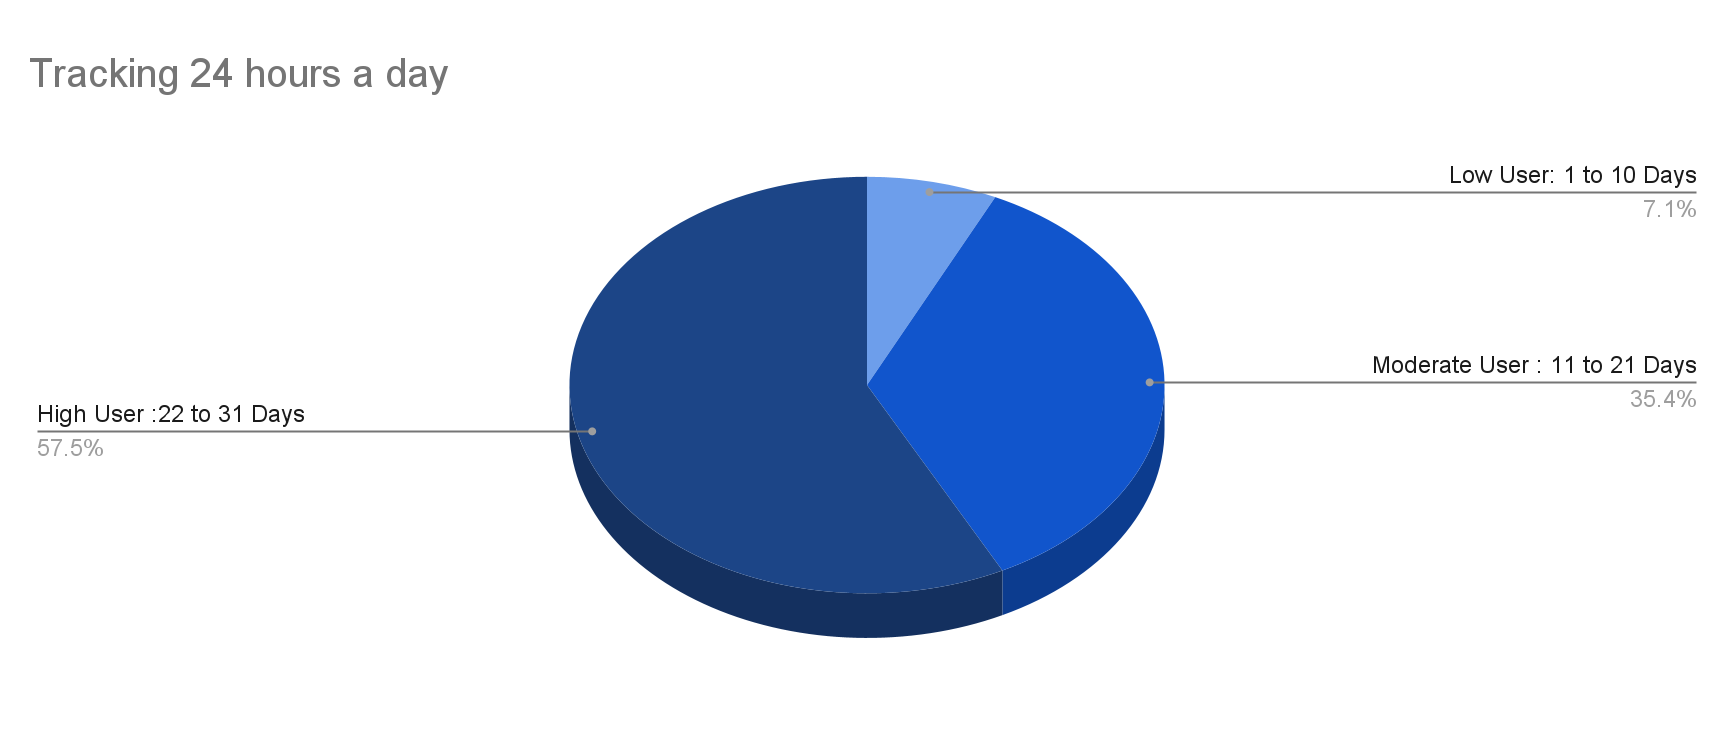 Tracking 24 hours a day
Low User: 1 to 10 Days
7.1%
Moderate User : 11 to 21 Days
35.4%
High User :22 to 31 Days
57.5%